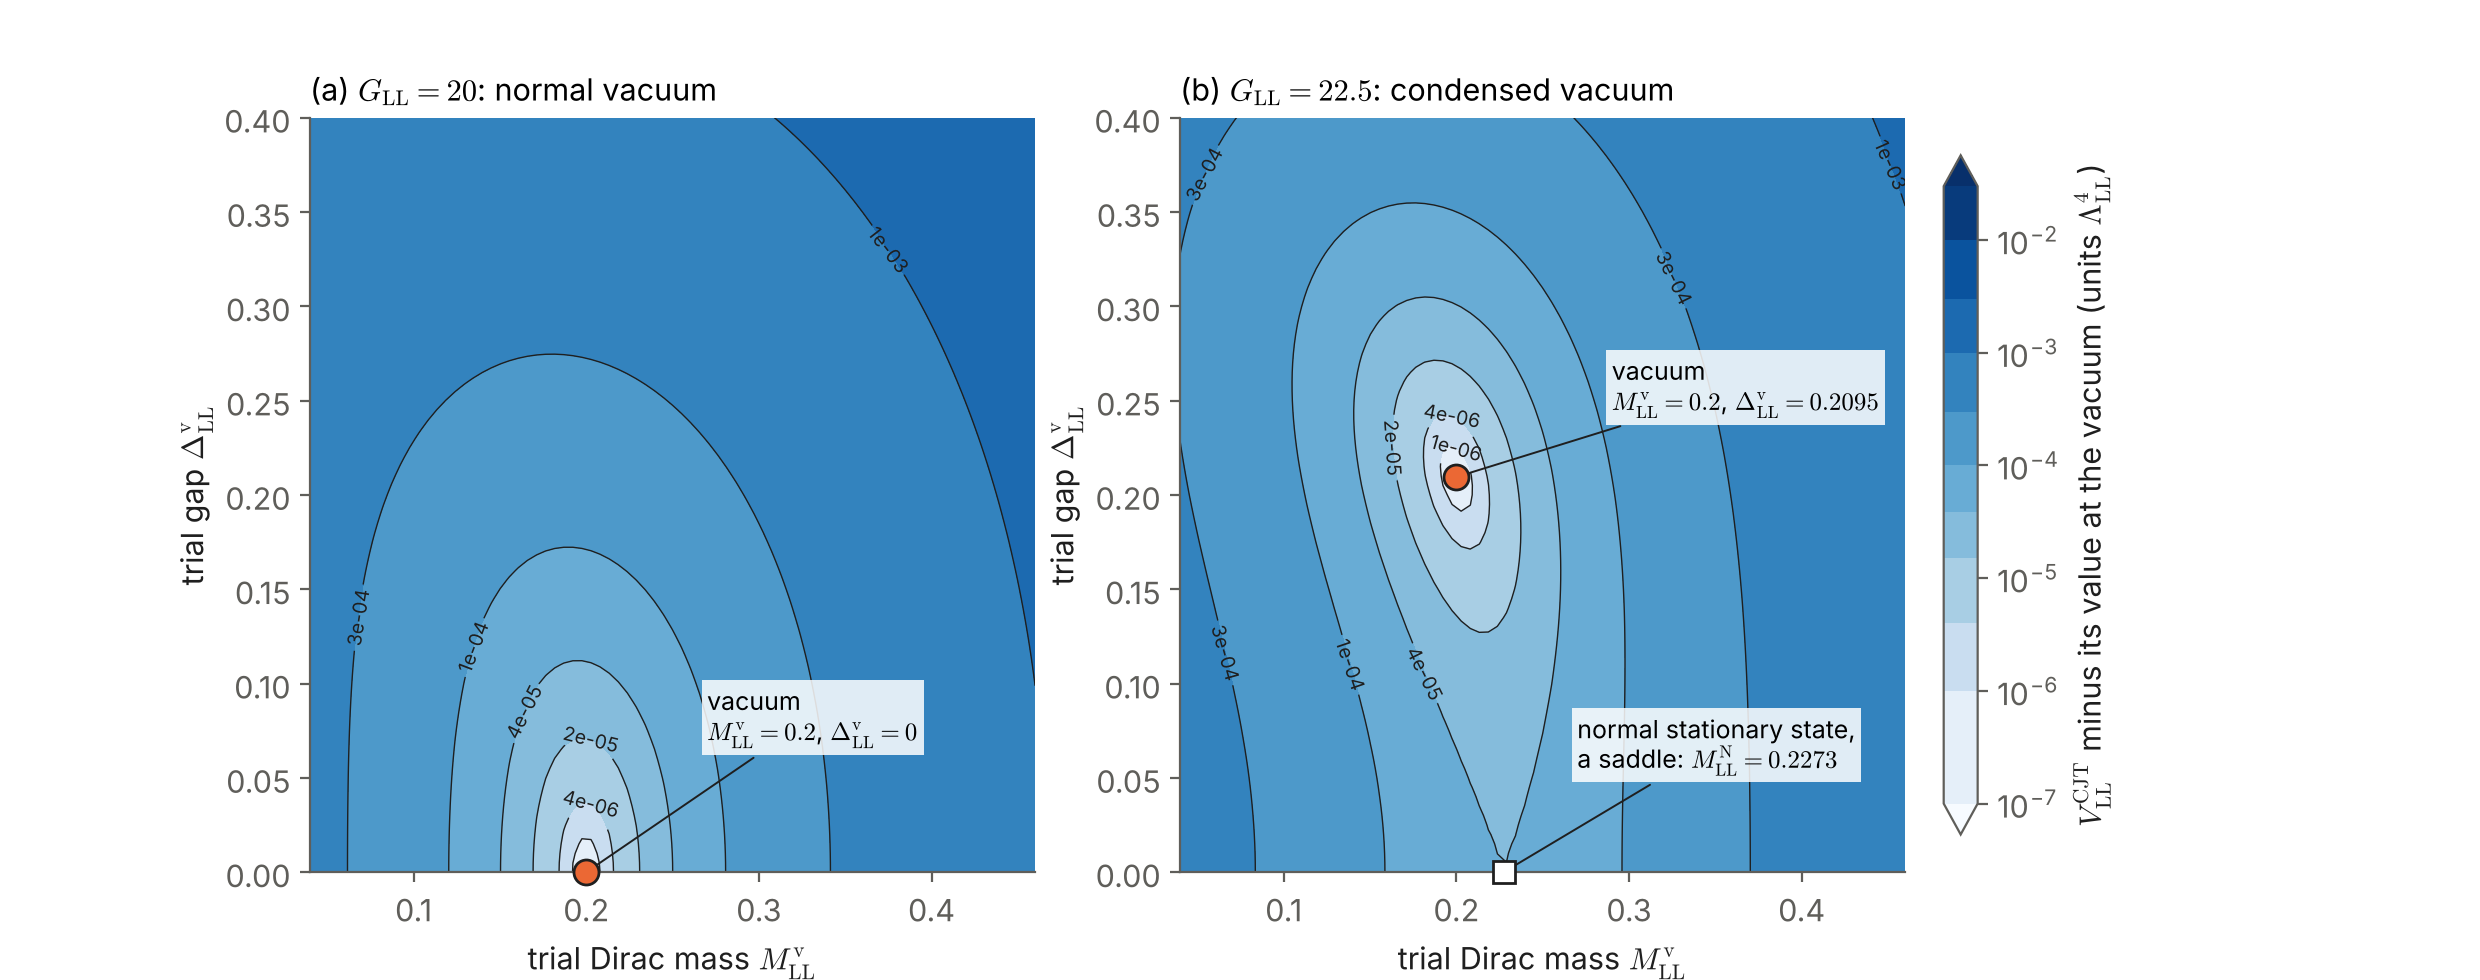 (a) G_LL = 20: normal vacuum
0.40
0.35
0.30
0.25
0.20
0.15
0.10
0.05
0.00
0.1
0.2
0.3
0.4
trial gap Δ^v_LL
trial Dirac mass M^v_LL
1e-03
3e-04
1e-04
4e-05
2e-05
4e-06
vacuum
M^v_LL = 0.2, Δ^v_LL = 0
(b) G_LL = 22.5: condensed vacuum
0.40
0.35
0.30
0.25
0.20
0.15
0.10
0.05
0.00
0.1
0.2
0.3
0.4
trial gap Δ^v_LL
trial Dirac mass M^v_LL
3e-04
1e-03
3e-04
4e-06
1e-06
2e-05
3e-04
1e-04
4e-05
vacuum
M^v_LL = 0.2, Δ^v_LL = 0.2095
normal stationary state,
a saddle: M^N_LL = 0.2273
10^−2
10^−3
10^−4
10^−5
10^−6
10^−7
V^CJT_LL minus its value at the vacuum (units Λ^4_LL)